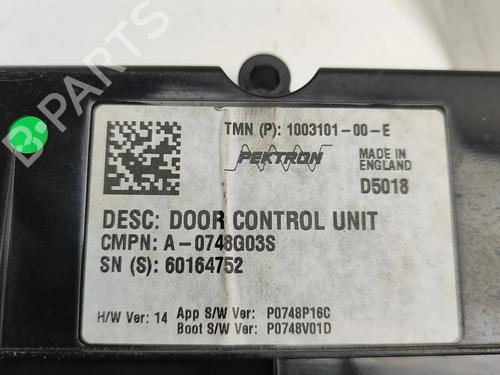 TMN (P): 1003101-00-E
PEKTRON
MADE IN
ENGLAND
D5018
DESC: DOOR CONTROL UNIT
CMPN: A-0748G03S
SN (S): 60164752
H/W Ver: 14 App S/W Ver: P0748P16C
Boot S/W Ver: P0748V01D
B-PARTS